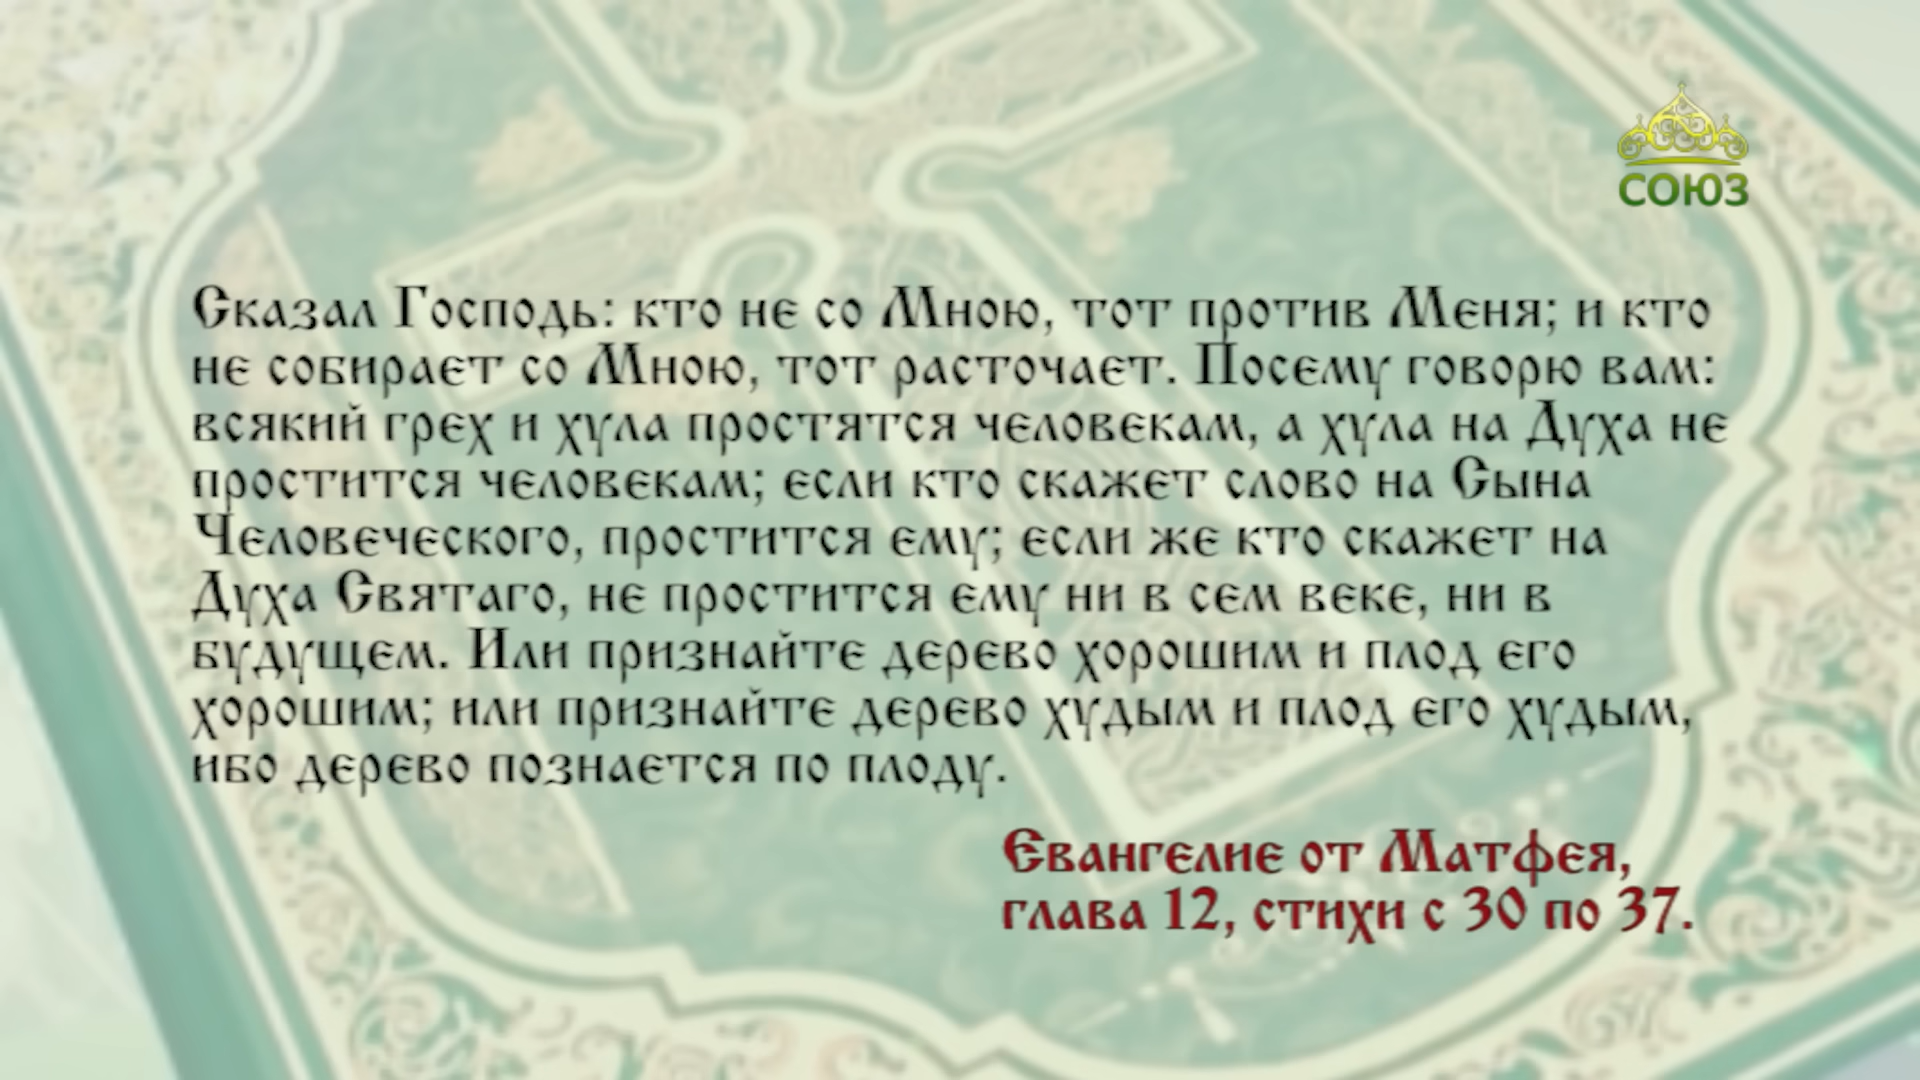 СОЮЗ
Сказал Господь: кто не со Мною, тот против Меня; и кто
не собирает со Мною, тот расточает. Посему говорю вам:
всякий грех и хула простятся человекам, а хула на Духа не
простится человекам; если кто скажет слово на Сына
Человеческого, простится ему; если же кто скажет на
Духа Святаго, не простится ему ни в сем веке, ни в
будущем. Или признайте дерево хорошим и плод его
хорошим; или признайте дерево худым и плод его худым,
ибо дерево познается по плоду.
Евангелие от Матфея,
глава 12, стихи с 30 по 37.